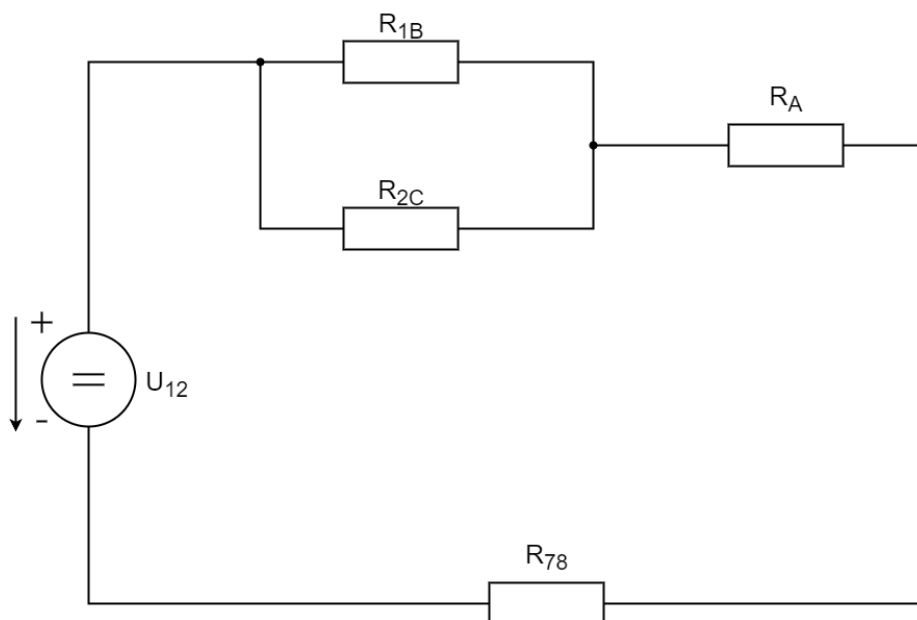 R1B
RA
R2C
+
=
U12
-
R78